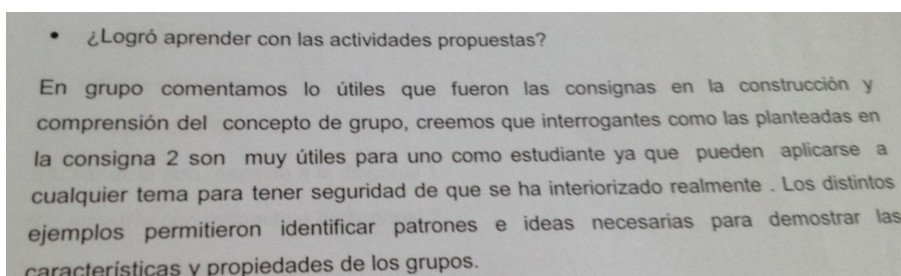 • ¿Logró aprender con las actividades propuestas?
En grupo comentamos lo útiles que fueron las consignas en la construcción y
comprensión del concepto de grupo, creemos que interrogantes como las planteadas en
la consigna 2 son muy útiles para uno como estudiante ya que pueden aplicarse a
cualquier tema para tener seguridad de que se ha interiorizado realmente . Los distintos
ejemplos permitieron identificar patrones e ideas necesarias para demostrar las
características y propiedades de los grupos.